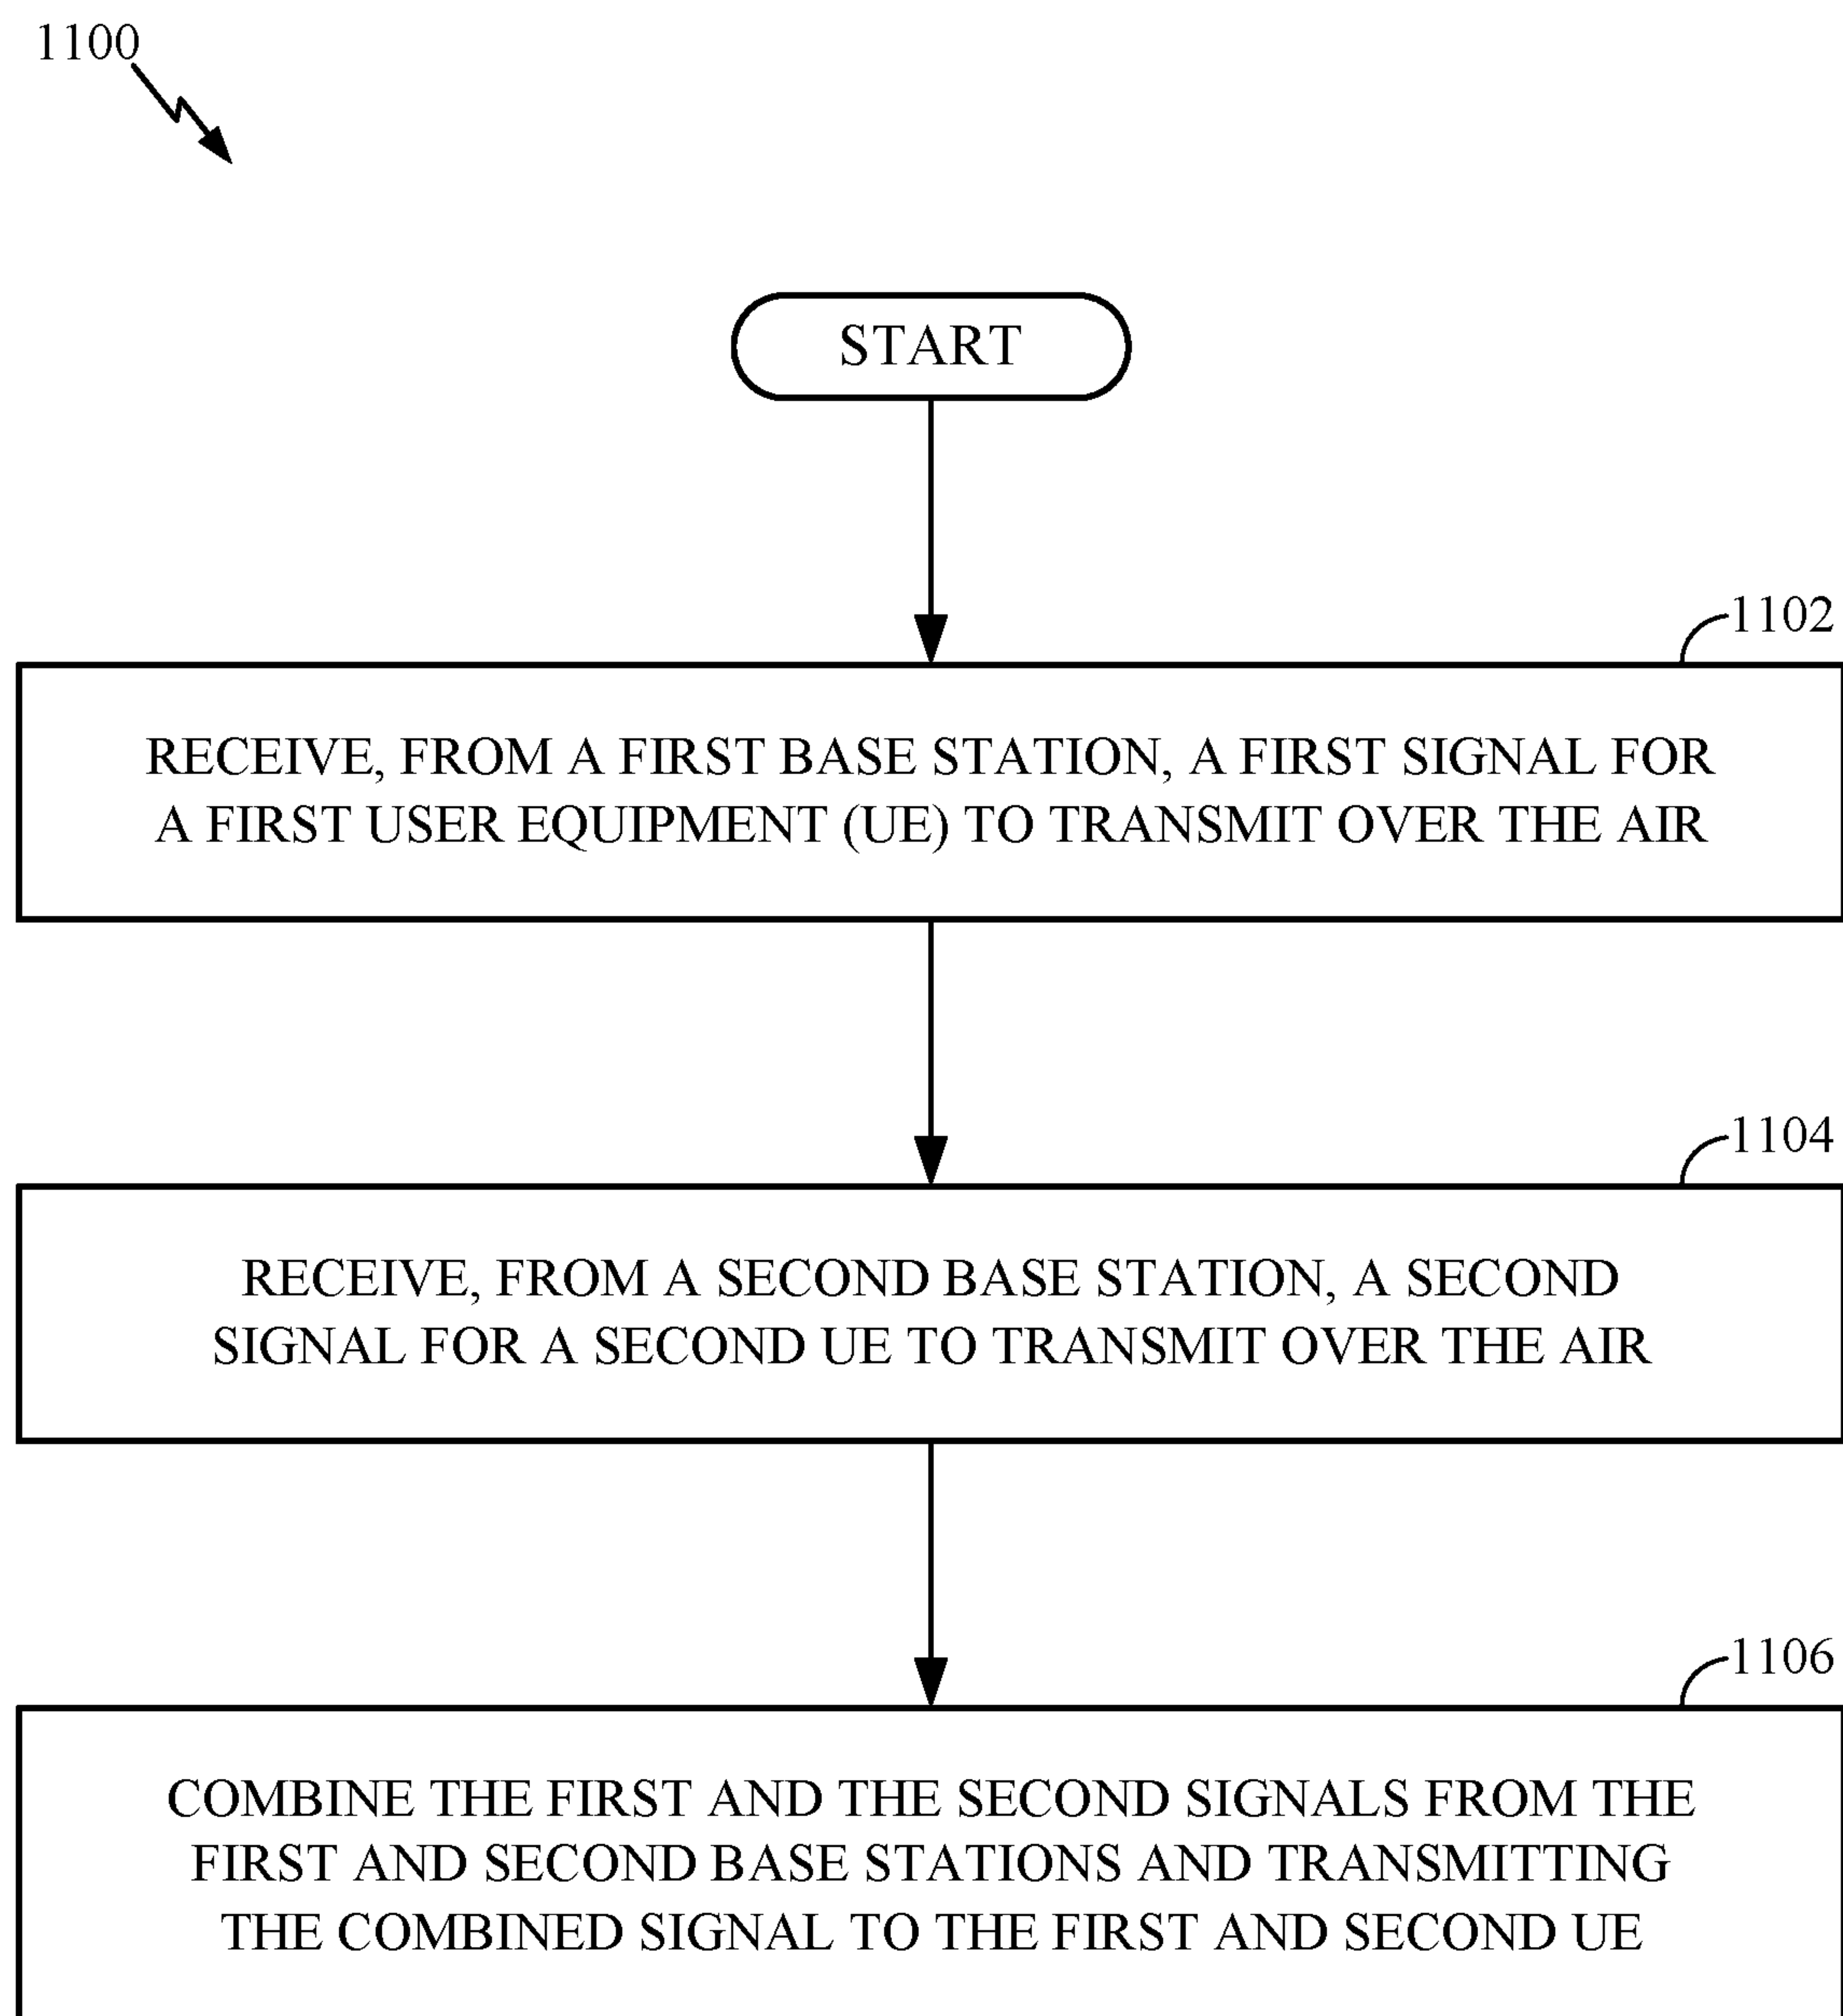 1100
START
1102
RECEIVE, FROM A FIRST BASE STATION, A FIRST SIGNAL FOR
A FIRST USER EQUIPMENT (UE) TO TRANSMIT OVER THE AIR
1104
RECEIVE, FROM A SECOND BASE STATION, A SECOND
SIGNAL FOR A SECOND UE TO TRANSMIT OVER THE AIR
1106
COMBINE THE FIRST AND THE SECOND SIGNALS FROM THE
FIRST AND SECOND BASE STATIONS AND TRANSMITTING
THE COMBINED SIGNAL TO THE FIRST AND SECOND UE